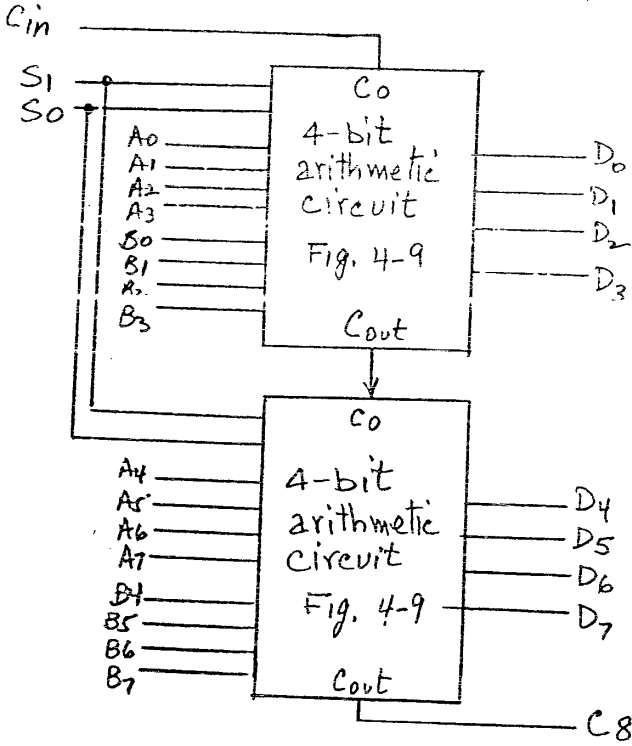 Cin
S1
S0
C0
4-bit
arithmetic
circuit
Fig. 4-9
Cout
A0
A1
A2
A3
B0
B1
B3
D0
D1
D2
D3
C0
4-bit
arithmetic
circuit
Fig. 4-9
Cout
A4
A5
A6
A7
B4
B5
B6
B7
D4
D5
D6
D7
C8